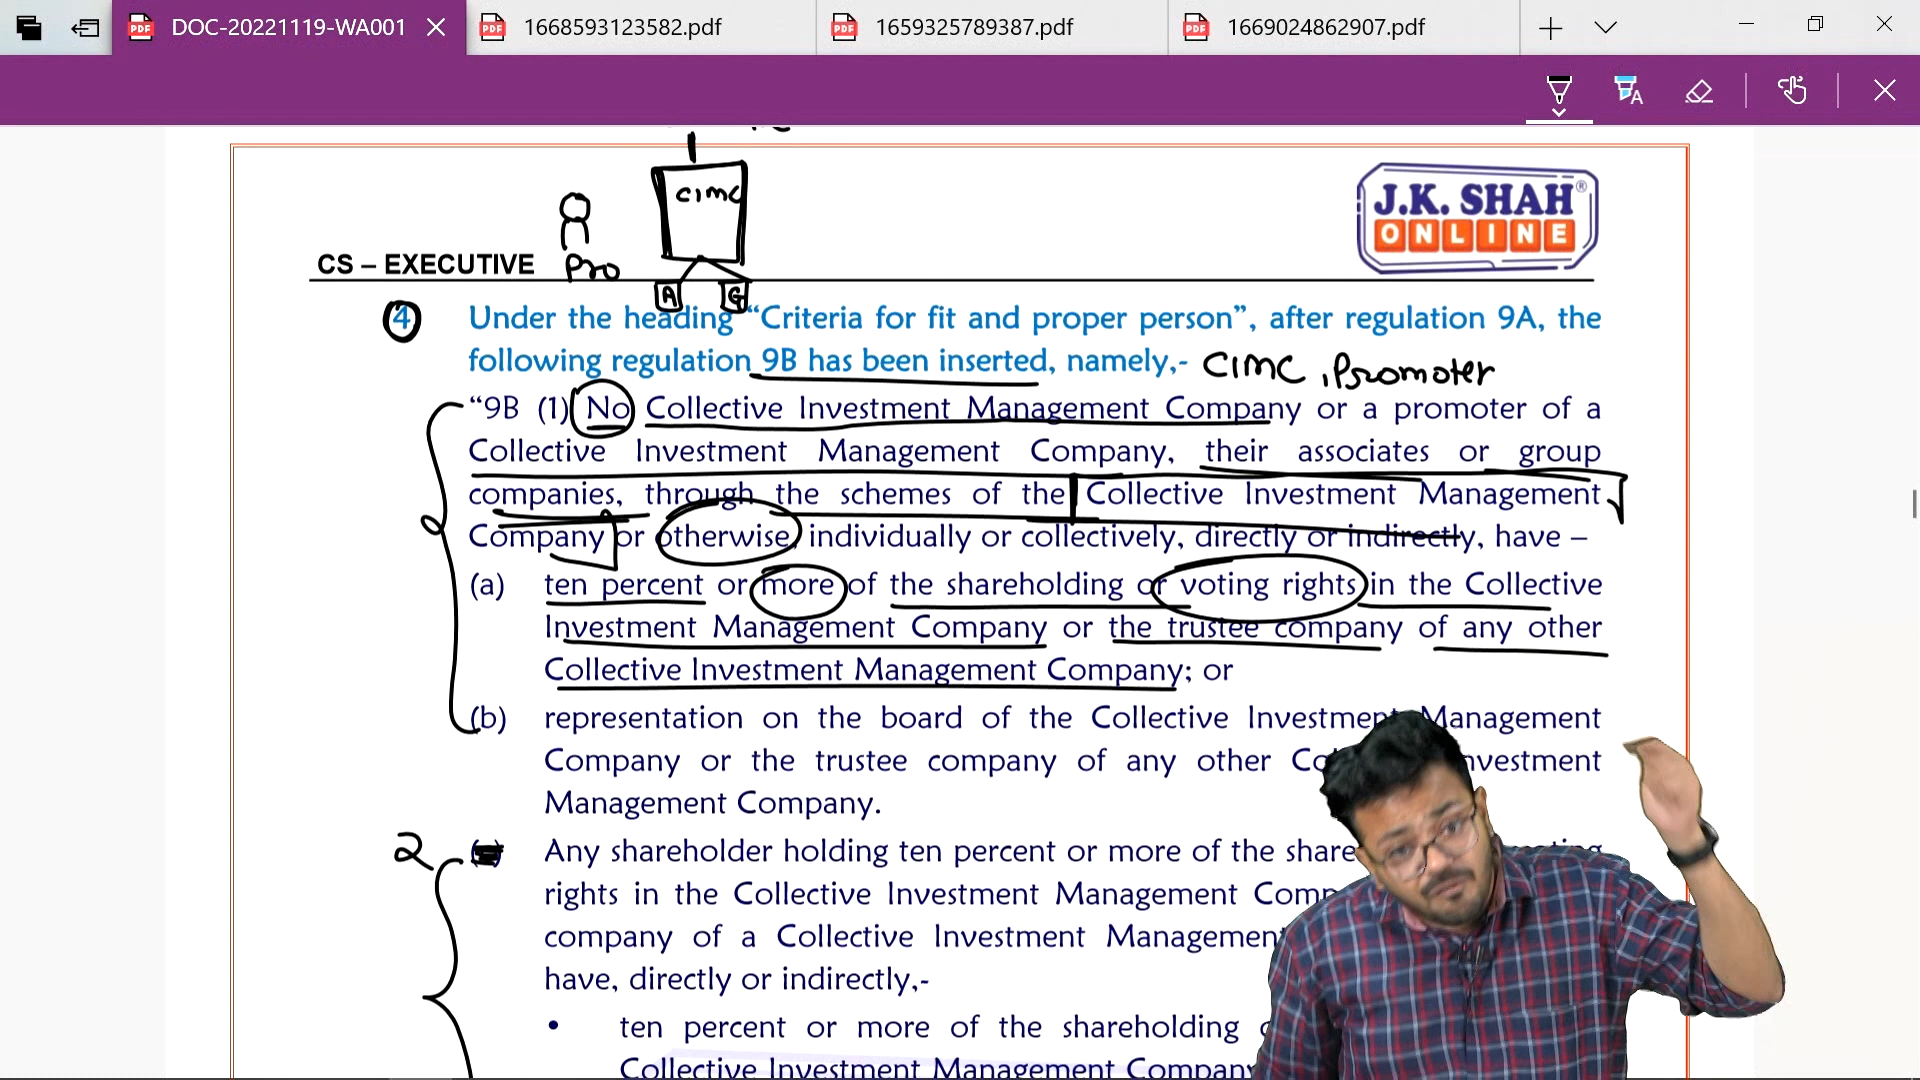 DOC-20221119-WA001
1668593123582.pdf
1659325789387.pdf
1669024862907.pdf
CIMC
J.K. SHAH®
ONLINE
CS – EXECUTIVE
Pro
A
G
4 Under the heading “Criteria for fit and proper person”, after regulation 9A, the
following regulation 9B has been inserted, namely,- CIMC, Promoter
“9B (1) No Collective Investment Management Company or a promoter of a
Collective Investment Management Company, their associates or group
companies, through the schemes of the Collective Investment Management
Company or otherwise, individually or collectively, directly or indirectly, have –
(a) ten percent or more of the shareholding or voting rights in the Collective
Investment Management Company or the trustee company of any other
Collective Investment Management Company; or
(b) representation on the board of the Collective Investment Management
Company or the trustee company of any other Investment
Management Company.
2 Any shareholder holding ten percent or more of the
rights in the Collective Investment Management
company of a Collective Investment Management
have, directly or indirectly,-
• ten percent or more of the shareholding
Collective Investment Management Company